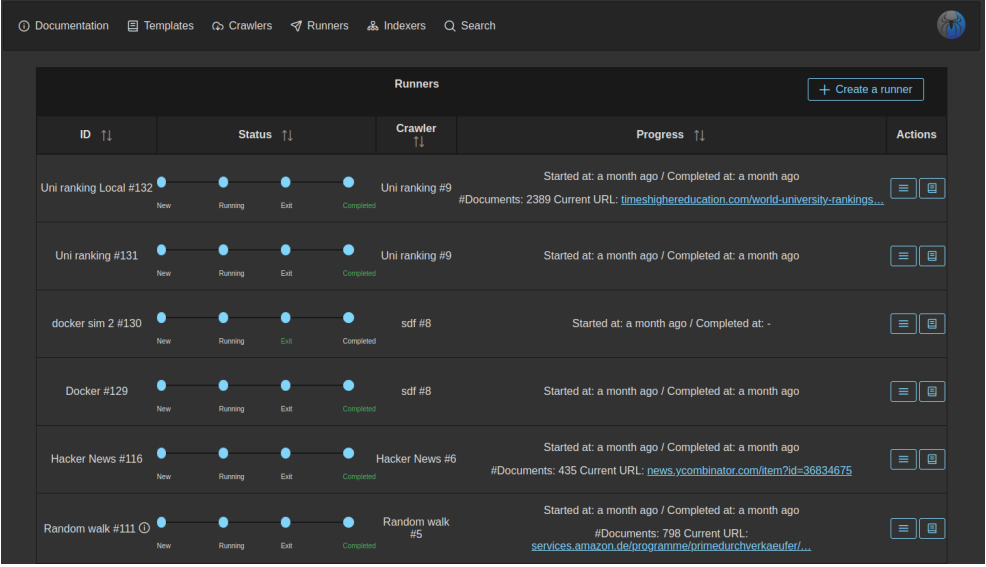 Documentation Templates Crawlers Runners Indexers Search
Runners
+ Create a runner
ID Status Crawler Progress Actions
Uni ranking Local #132
New Running Exit Completed
Uni ranking #9
Started at: a month ago / Completed at: a month ago
#Documents: 2389 Current URL: timeshighereducation.com/world-university-rankings...
Uni ranking #131
New Running Exit Completed
Uni ranking #9
Started at: a month ago / Completed at: a month ago
docker sim 2 #130
New Running Exit Completed
sdf #8
Started at: a month ago / Completed at: -
Docker #129
New Running Exit Completed
sdf #8
Started at: a month ago / Completed at: a month ago
Hacker News #116
New Running Exit Completed
Hacker News #6
Started at: a month ago / Completed at: a month ago
#Documents: 435 Current URL: news.ycombinator.com/item?id=36834675
Random walk #111
New Running Exit Completed
Random walk
#5
Started at: a month ago / Completed at: a month ago
#Documents: 798 Current URL:
services.amazon.de/programme/primedurchverkaeufer/...